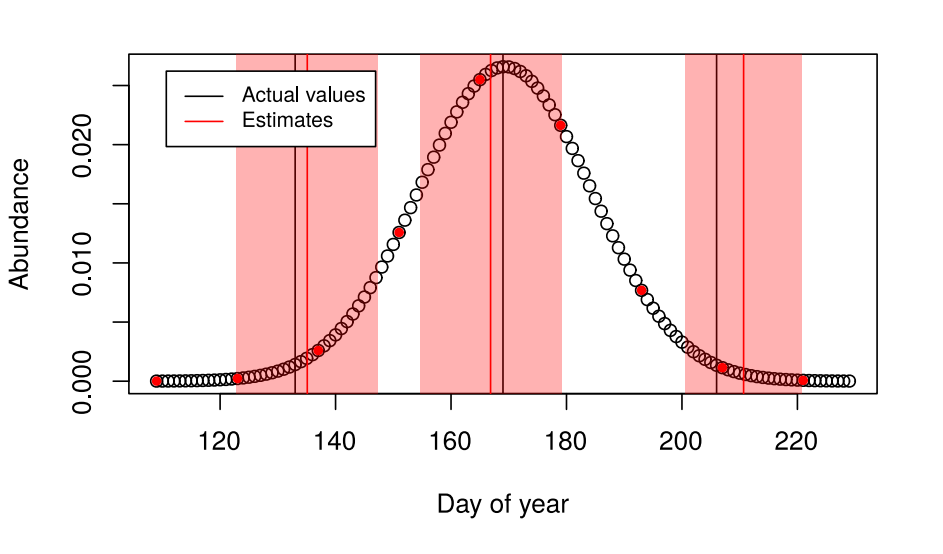 Actual values
Estimates
Abundance
0.020
0.010
0.000
120 140 160 180 200 220
Day of year